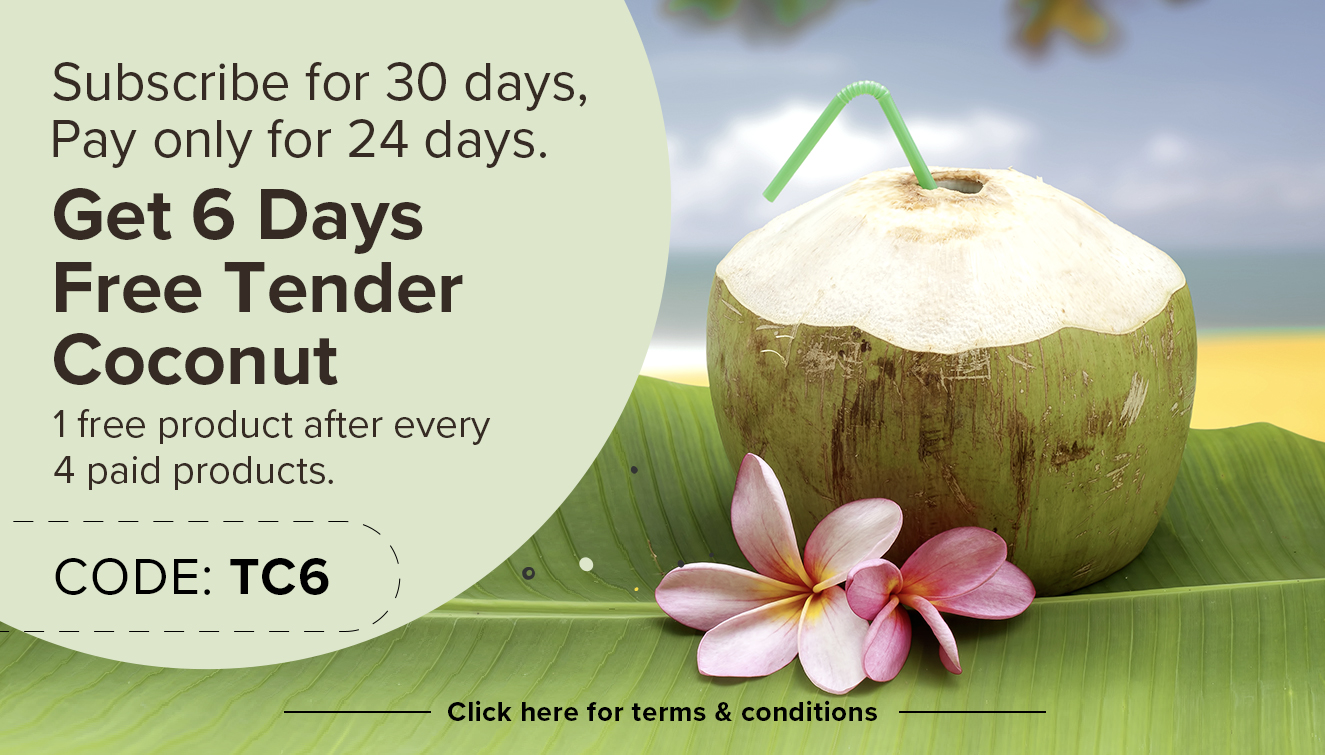 Subscribe for 30 days,
Pay only for 24 days.
Get 6 Days
Free Tender
Coconut
1 free product after every
4 paid products.
CODE: TC6
Click here for terms & conditions